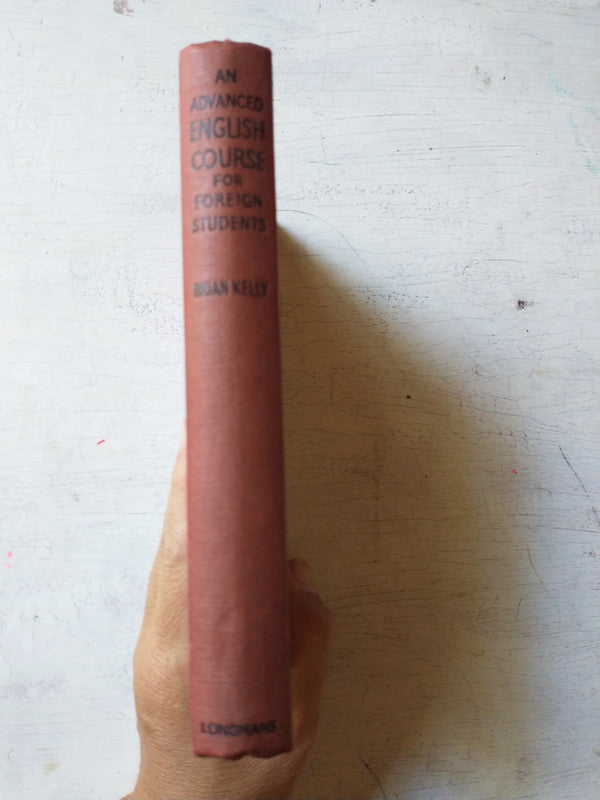 AN
ADVANCED
ENGLISH
COURSE
FOR
FOREIGN
STUDENTS
BRIAN KELLY
LONGMANS